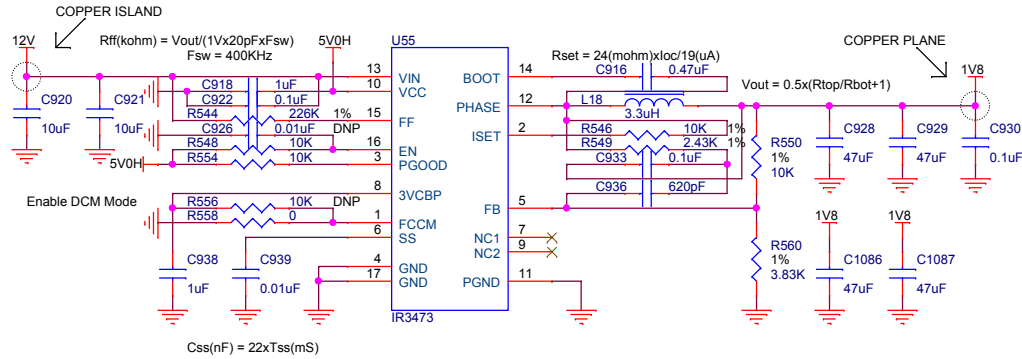 COPPER ISLAND
12V
Rff(kohm) = Vout/(1Vx20pFxFsw)
Fsw = 400KHz
5V0H
U55
Rset = 24(mohm)xIoc/19(uA)
COPPER PLANE
1V8
Vout = 0.5x(Rtop/Rbot+1)
C920
10uF
C921
10uF
C918 1uF
C922 0.1uF
R544 226K 1%
C926 0.01uF
R548 10K DNP
R554 10K
5V0H
Enable DCM Mode
R556 10K DNP
R558 0
C938
1uF
C939
0.01uF
13 VIN
10 VCC
15 FF
16 EN
3 PGOOD
8 3VCBP
1 FCCM
6 SS
4 GND
17 GND
BOOT 14
PHASE 12
ISET 2
FB 5
NC1 7
NC2 9
PGND 11
IR3473
C916 0.47uF
L18
3.3uH
R546 10K 1%
R549 2.43K 1%
C933 0.1uF
C936 620pF
R550
1%
10K
C928
47uF
C929
47uF
C930
0.1uF
R560
1%
3.83K
1V8
C1086
47uF
1V8
C1087
47uF
Css(nF) = 22xTss(mS)